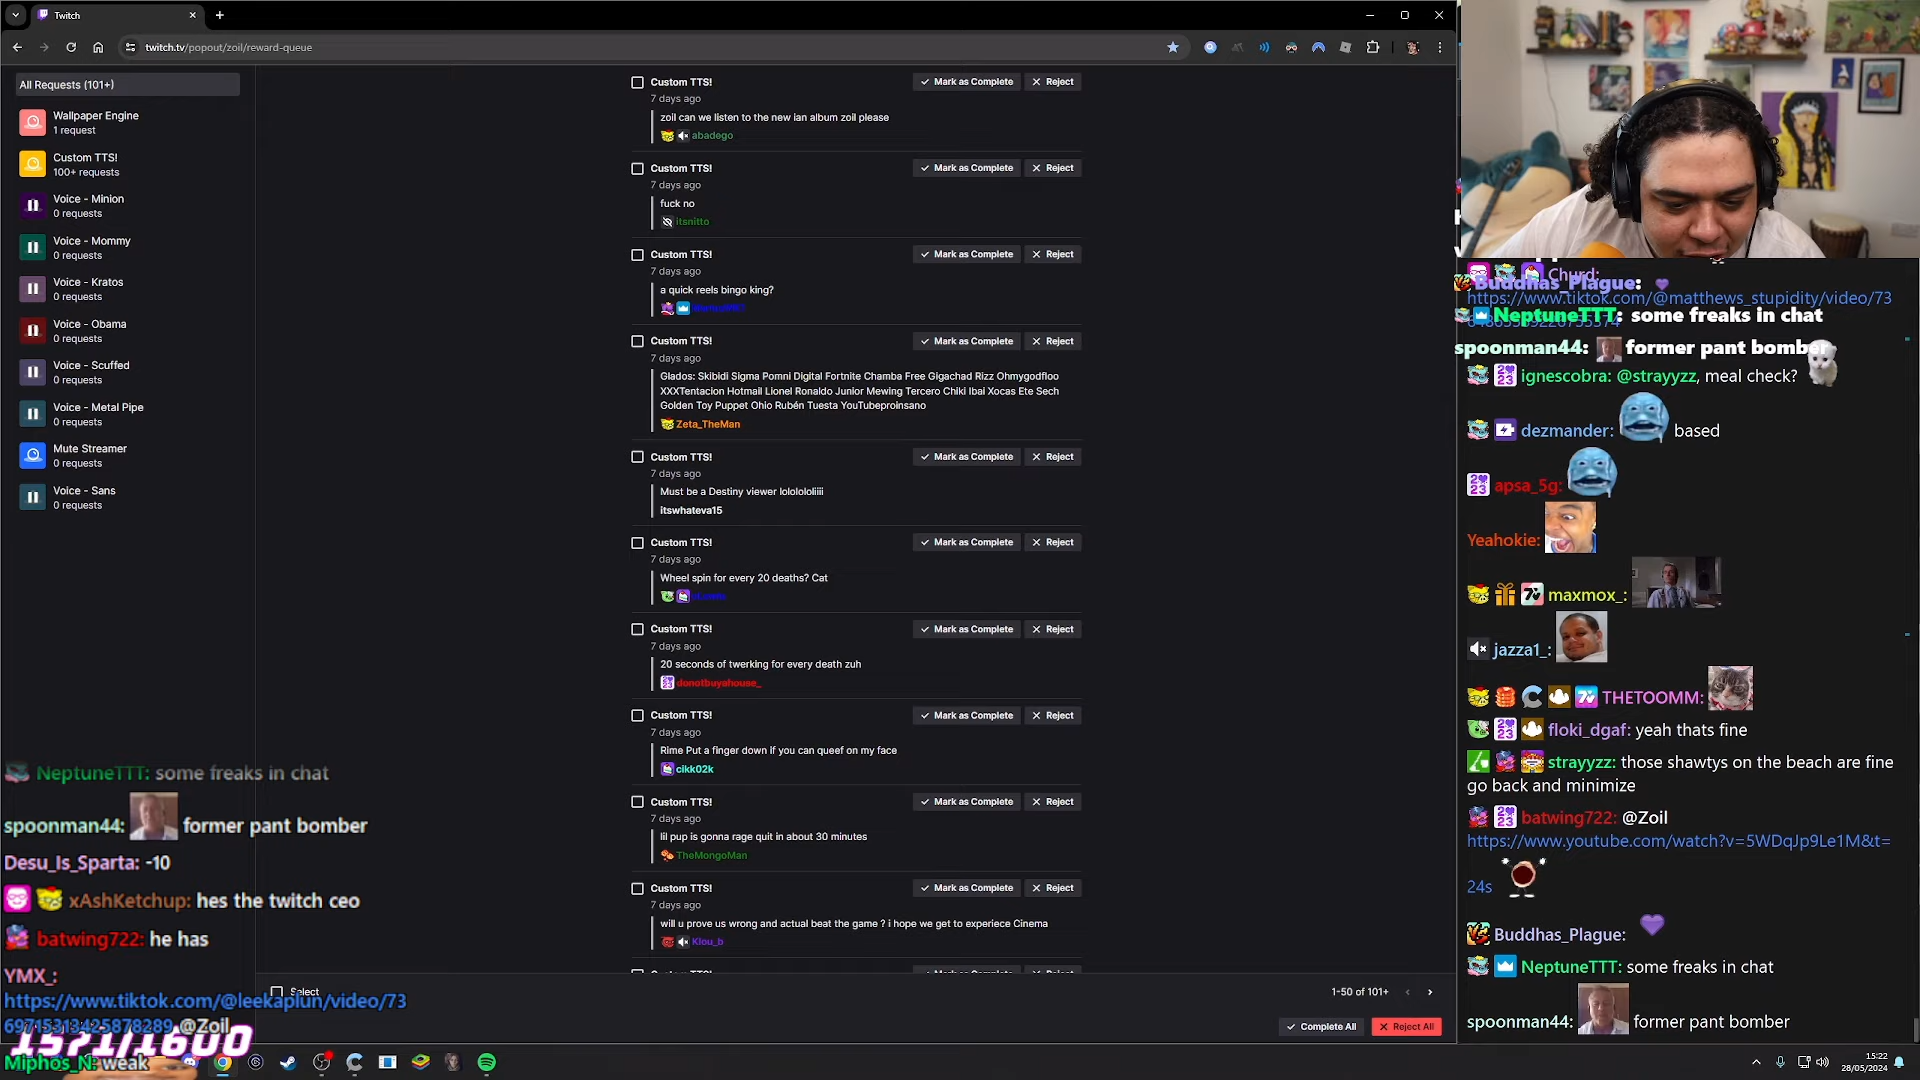 Twitch
twitch.tv/popout/zoil/reward-queue
All Requests (101+)
Wallpaper Engine
1 request
Custom TTS!
100+ requests
Voice - Minion
0 requests
Voice - Mommy
0 requests
Voice - Kratos
0 requests
Voice - Obama
0 requests
Voice - Scuffed
0 requests
Voice - Metal Pipe
0 requests
Mute Streamer
0 requests
Voice - Sans
0 requests
Custom TTS!
Mark as Complete
Reject
7 days ago
zoil can we listen to the new ian album zoil please
abadego
Custom TTS!
Mark as Complete
Reject
7 days ago
fuck no
itsnitto
Custom TTS!
Mark as Complete
Reject
7 days ago
a quick reels bingo king?
Custom TTS!
Mark as Complete
Reject
7 days ago
Glados: Skibidi Sigma Pomni Digital Fortnite Chamba Free Gigachad Rizz Ohmygodfloo
XXXTentacion Hotmail Lionel Ronaldo Junior Mewing Tercero Chiki Ibai Xocas Ete Sech
Golden Toy Puppet Ohio Rubén Tuesta YouTubeproinsano
Zeta_TheMan
Custom TTS!
Mark as Complete
Reject
7 days ago
Must be a Destiny viewer lololololiiii
itswhateva15
Custom TTS!
Mark as Complete
Reject
7 days ago
Wheel spin for every 20 deaths? Cat
Custom TTS!
Mark as Complete
Reject
7 days ago
20 seconds of twerking for every death zuh
donotbuyahouse_
Custom TTS!
Mark as Complete
Reject
7 days ago
Rime Put a finger down if you can queef on my face
cikk02k
Custom TTS!
Mark as Complete
Reject
7 days ago
lil pup is gonna rage quit in about 30 minutes
TheMongoMan
Custom TTS!
Mark as Complete
Reject
7 days ago
will u prove us wrong and actual beat the game ? i hope we get to experiece Cinema
Klou_b
Select
1-50 of 101+
Complete All
Reject All
NeptuneTTT: some freaks in chat
spoonman44: former pant bomber
Desu_Is_Sparta: -10
xAshKetchup: hes the twitch ceo
batwing722: he has
YMX_:
https://www.tiktok.com/@leekaplun/video/73
69715313425878289 @Zoil
1571/1600
Miphos_N: weak
Churd:
Buddhas_Plague:
https://www.tiktok.com/@matthews_stupidity/video/73
NeptuneTTT: some freaks in chat
spoonman44: former pant bomber
ignescobra: @strayyzz, meal check?
dezmander: based
apsa_5g:
Yeahokie:
maxmox_:
jazza1_:
THETOOMM:
floki_dgaf: yeah thats fine
strayyzz: those shawtys on the beach are fine
go back and minimize
batwing722: @Zoil
https://www.youtube.com/watch?v=5WDqJp9Le1M&t=
24s
Buddhas_Plague:
NeptuneTTT: some freaks in chat
spoonman44: former pant bomber
15:22
28/05/2024